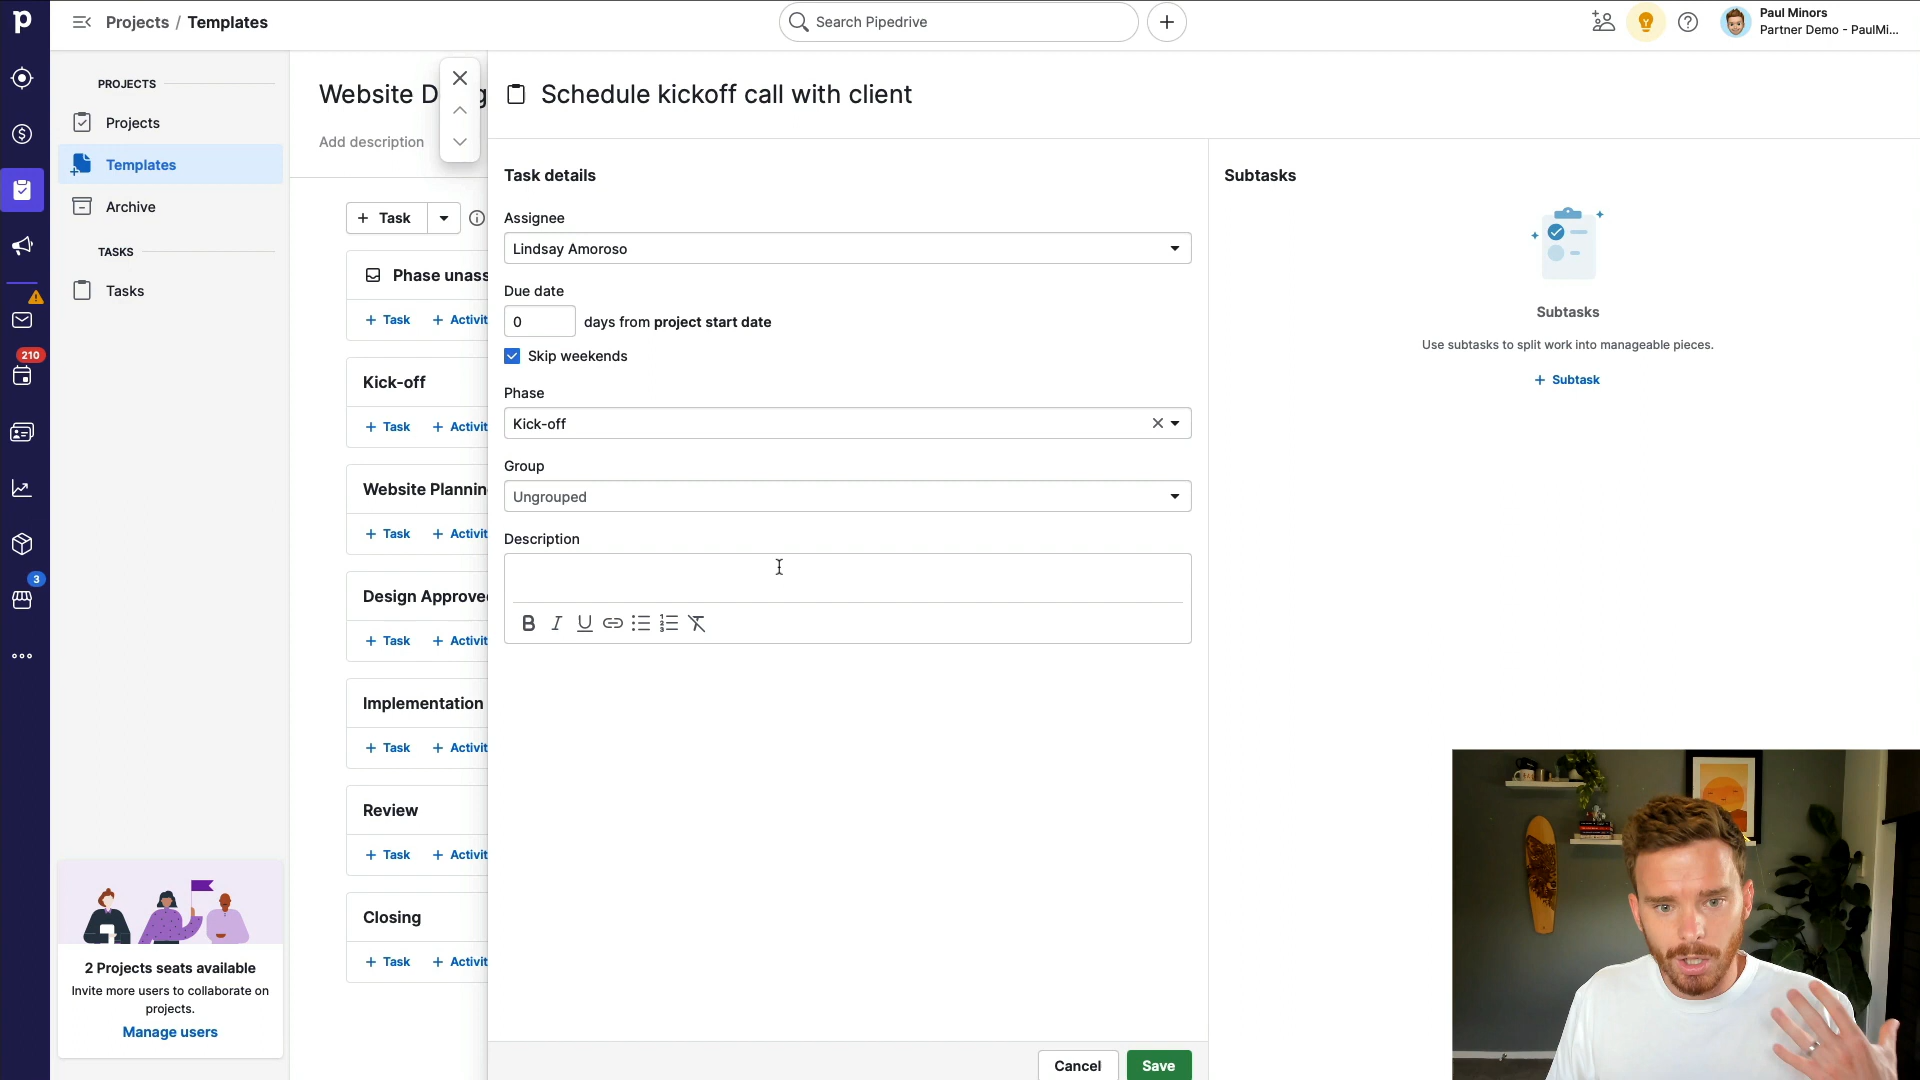 Projects / Templates
Search Pipedrive
Paul Minors
Partner Demo - PaulMi...
PROJECTS
Projects
Templates
Archive
TASKS
Tasks
210
3
2 Projects seats available
Invite more users to collaborate on
projects.
Manage users
Website D
g
Add description
+ Task
Phase unass
+ Task + Activit
Kick-off
+ Task + Activit
Website Plannin
+ Task + Activit
Design Approve
+ Task + Activit
Implementation
+ Task + Activit
Review
+ Task + Activit
Closing
+ Task + Activit
Schedule kickoff call with client
Task details
Assignee
Lindsay Amoroso
Due date
0 days from project start date
Skip weekends
Phase
Kick-off
Group
Ungrouped
Description
B I U
Cancel Save
Subtasks
Subtasks
Use subtasks to split work into manageable pieces.
+ Subtask